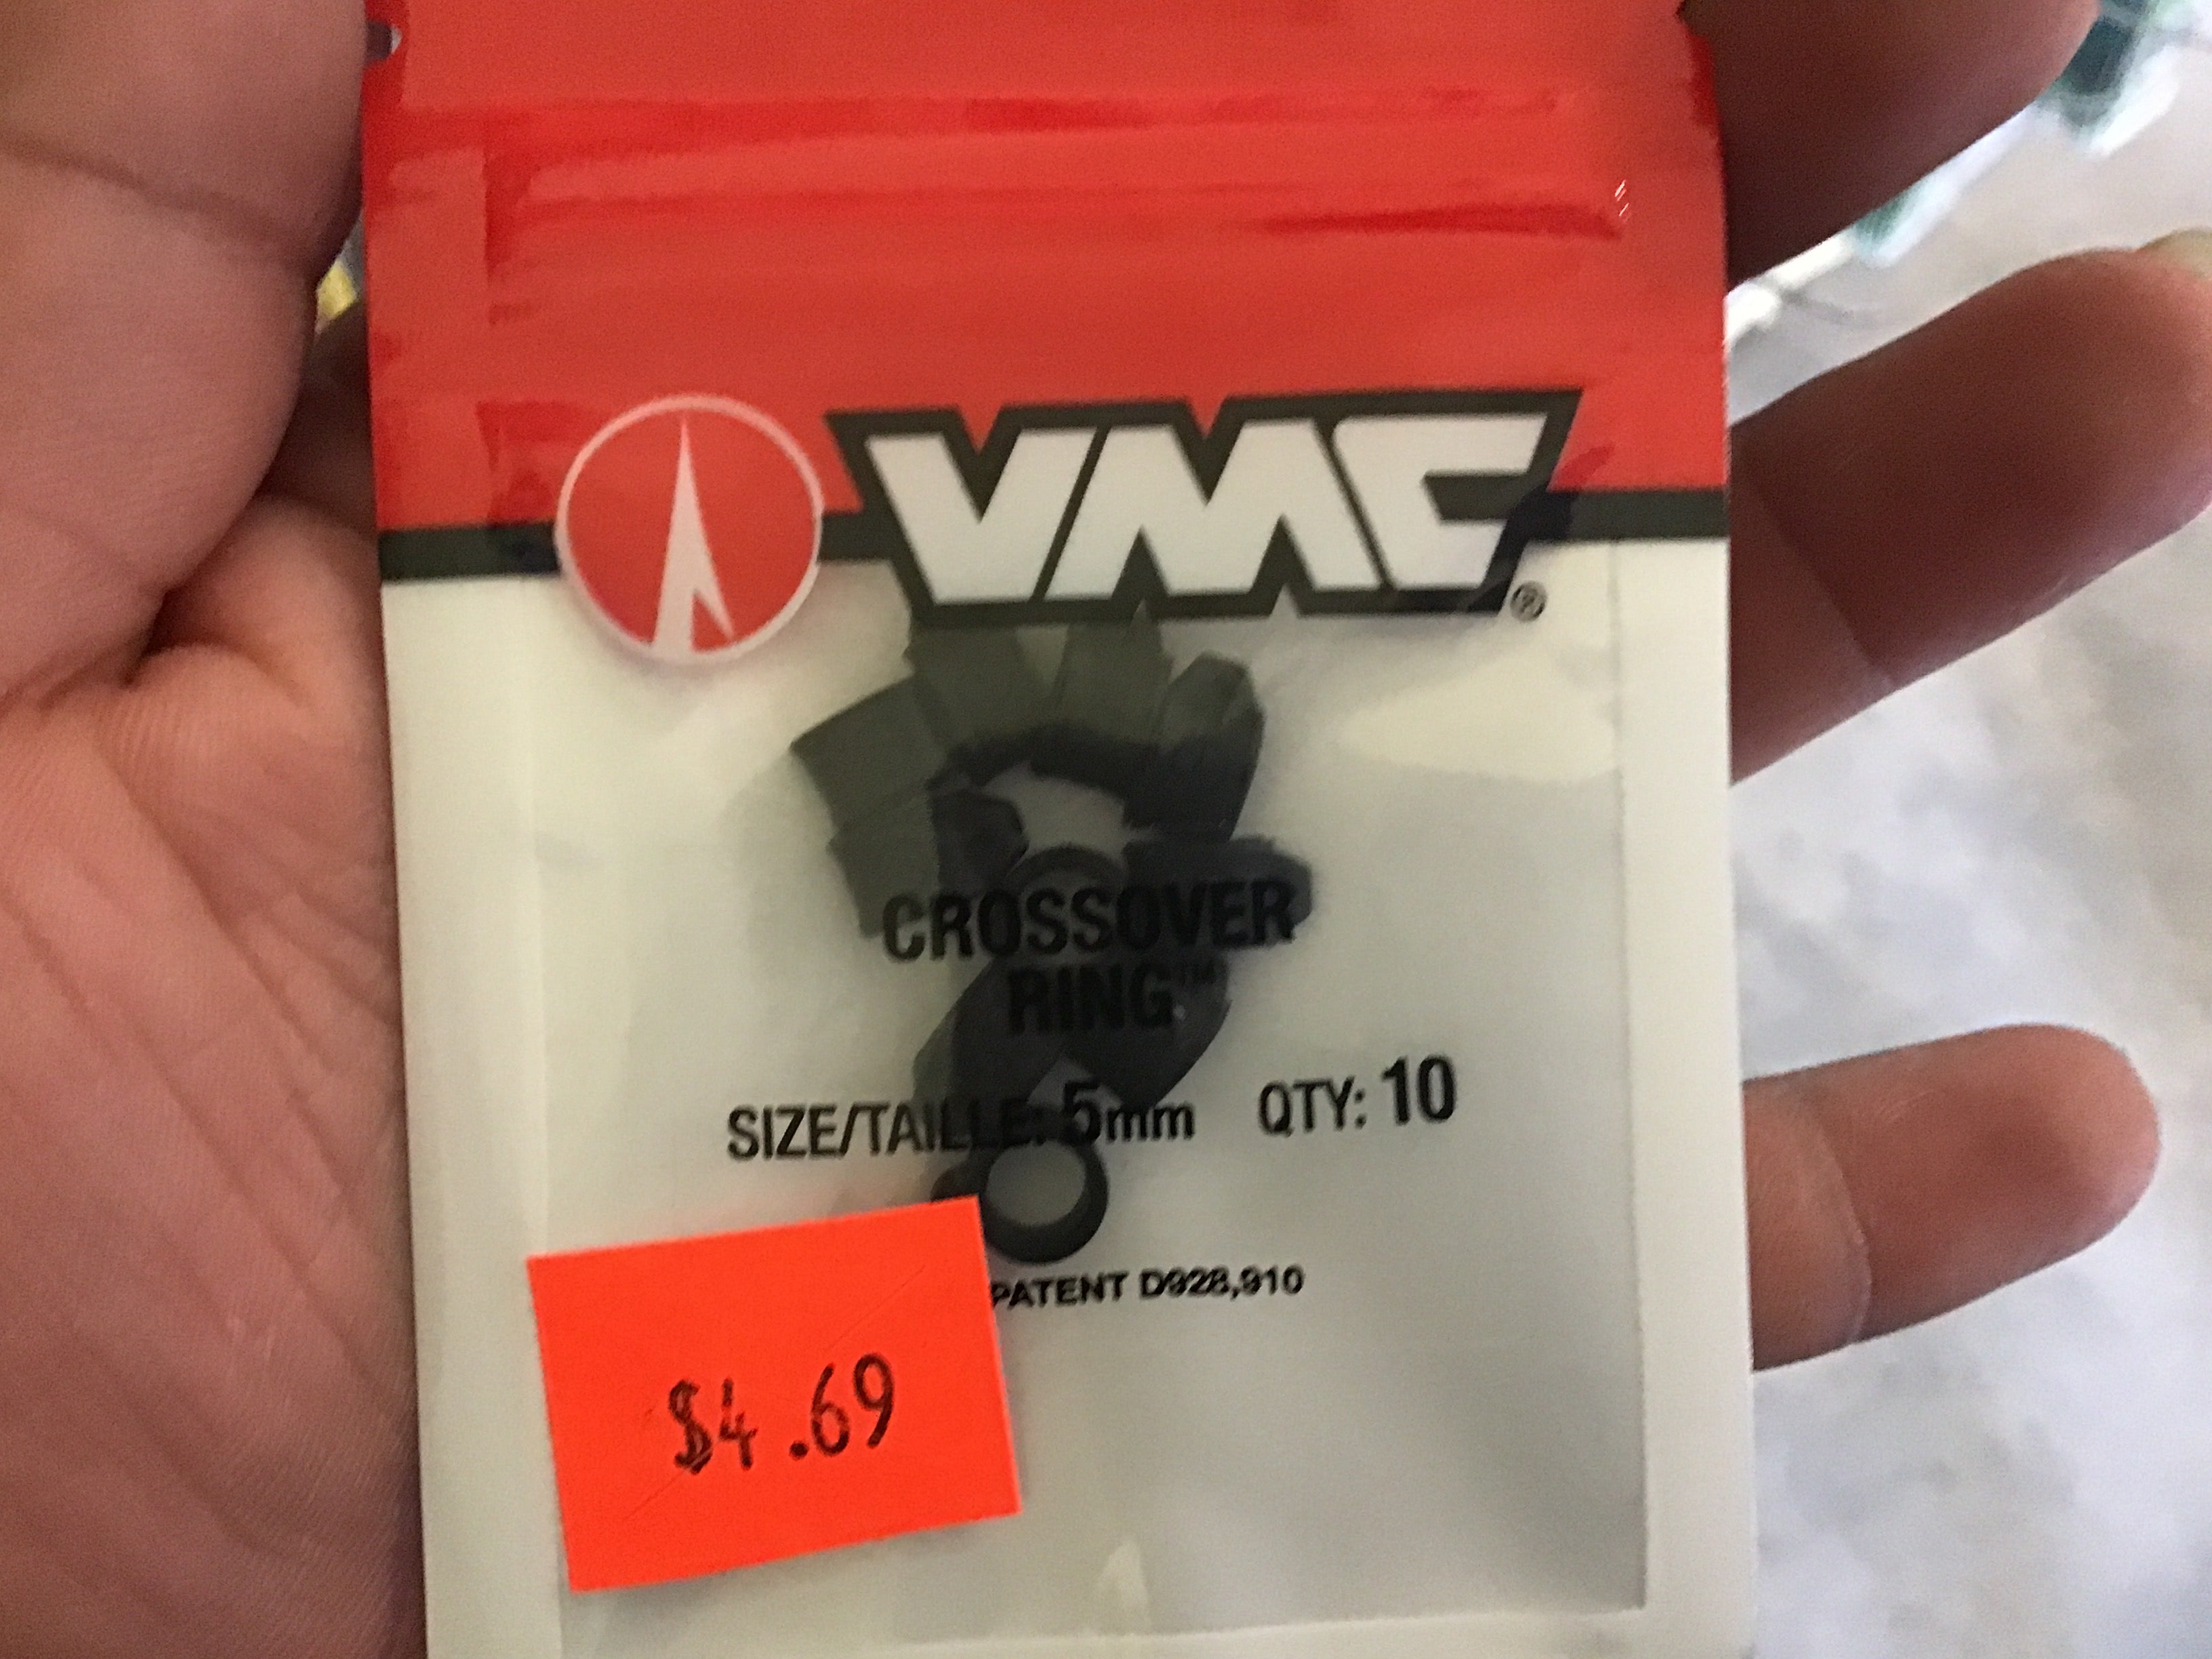 VMC®
CROSSOVER
RING™
SIZE/TAILLE: 5mm QTY: 10
PATENT D928,910
$4.69